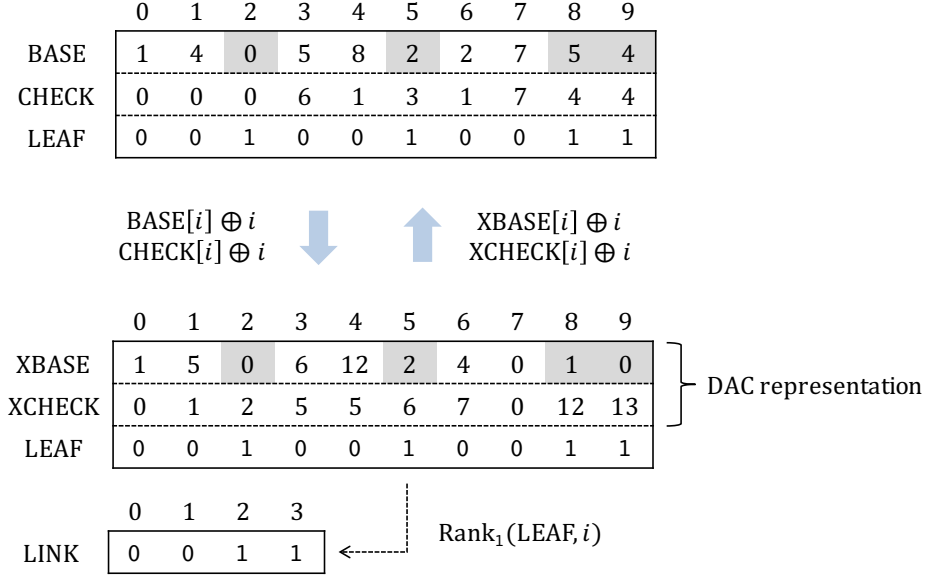 0 1 2 3 4 5 6 7 8 9
BASE 1 4 0 5 8 2 2 7 5 4
CHECK 0 0 0 6 1 3 1 7 4 4
LEAF 0 0 1 0 0 1 0 0 1 1
BASE[i] ⊕ i XBASE[i] ⊕ i
CHECK[i] ⊕ i XCHECK[i] ⊕ i
0 1 2 3 4 5 6 7 8 9
XBASE 1 5 0 6 12 2 4 0 1 0
DAC representation
XCHECK 0 1 2 5 5 6 7 0 12 13
LEAF 0 0 1 0 0 1 0 0 1 1
0 1 2 3
Rank₁(LEAF, i)
LINK 0 0 1 1